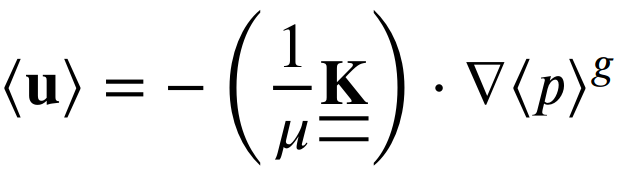 ⟨𝐮⟩ = − (1/μ 𝐊̳) · ∇⟨p⟩ᵍ